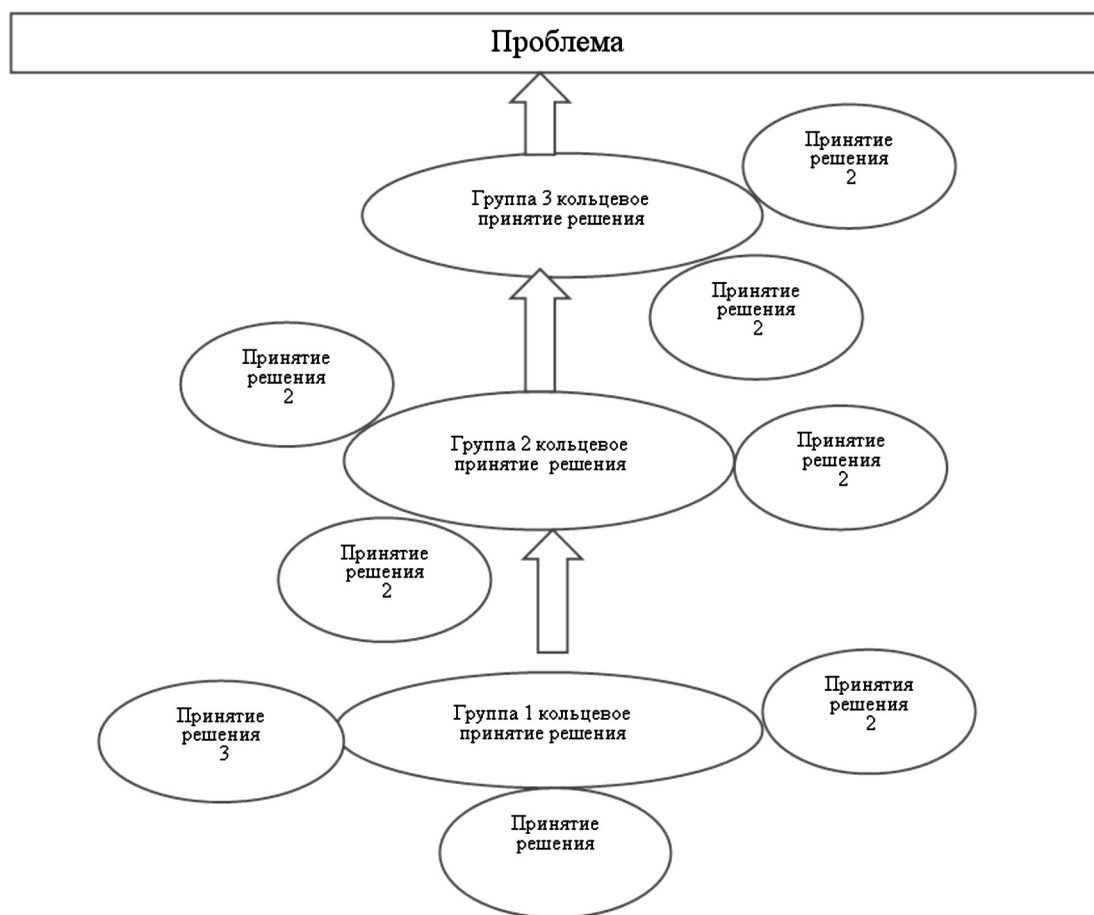 Проблема
Принятие
решения
2
Группа 3 кольцевое
принятие решения
Принятие
решения
2
Принятие
решения
2
Группа 2 кольцевое
принятие  решения
Принятие
решения
2
Принятие
решения
2
Группа 1 кольцевое
принятие решения
Принятия
решения
2
Принятие
решения
3
Принятие
решения